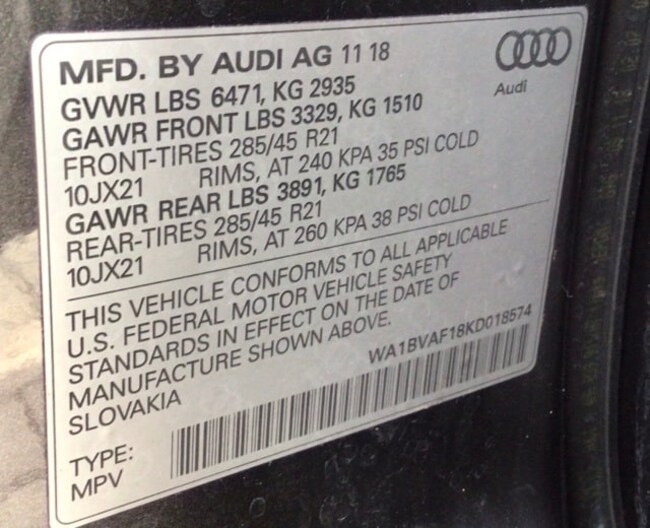 MFD. BY AUDI AG 11 18
GVWR LBS 6471, KG 2935
GAWR FRONT LBS 3329, KG 1510
FRONT-TIRES 285/45 R21
10JX21 RIMS, AT 240 KPA 35 PSI COLD
GAWR REAR LBS 3891, KG 1765
REAR-TIRES 285/45 R21
10JX21 RIMS, AT 260 KPA 38 PSI COLD
Audi
THIS VEHICLE CONFORMS TO ALL APPLICABLE
U.S. FEDERAL MOTOR VEHICLE SAFETY
STANDARDS IN EFFECT ON THE DATE OF
MANUFACTURE SHOWN ABOVE.
SLOVAKIA
WA1BVAF18KD018574
TYPE:
MPV